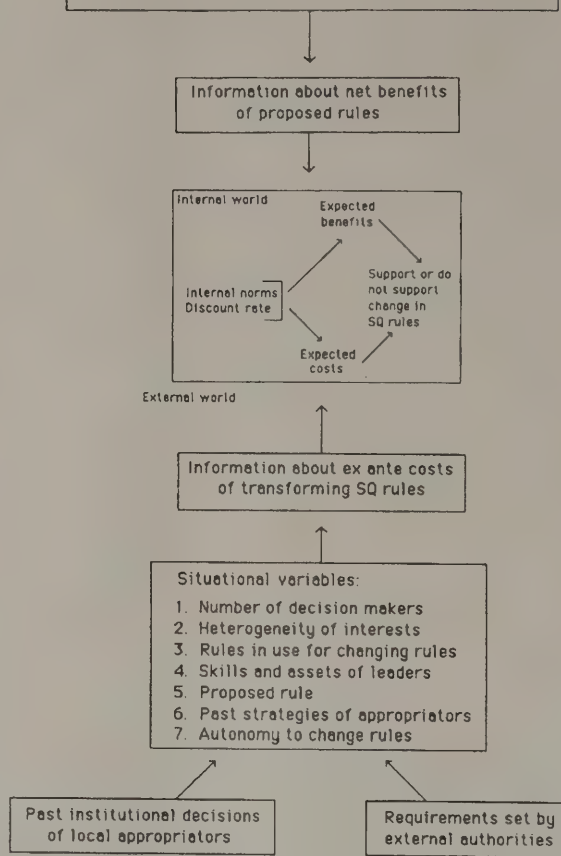 Information about net benefits
of proposed rules
Internal world
Expected
benefits
Internal norms
Discount rate
Support or do
not support
change in
SQ rules
Expected
costs
External world
Information about ex ante costs
of transforming SQ rules
Situational variables:
1. Number of decision makers
2. Heterogeneity of interests
3. Rules in use for changing rules
4. Skills and assets of leaders
5. Proposed rule
6. Past strategies of appropriators
7. Autonomy to change rules
Past institutional decisions
of local appropriators
Requirements set by
external authorities